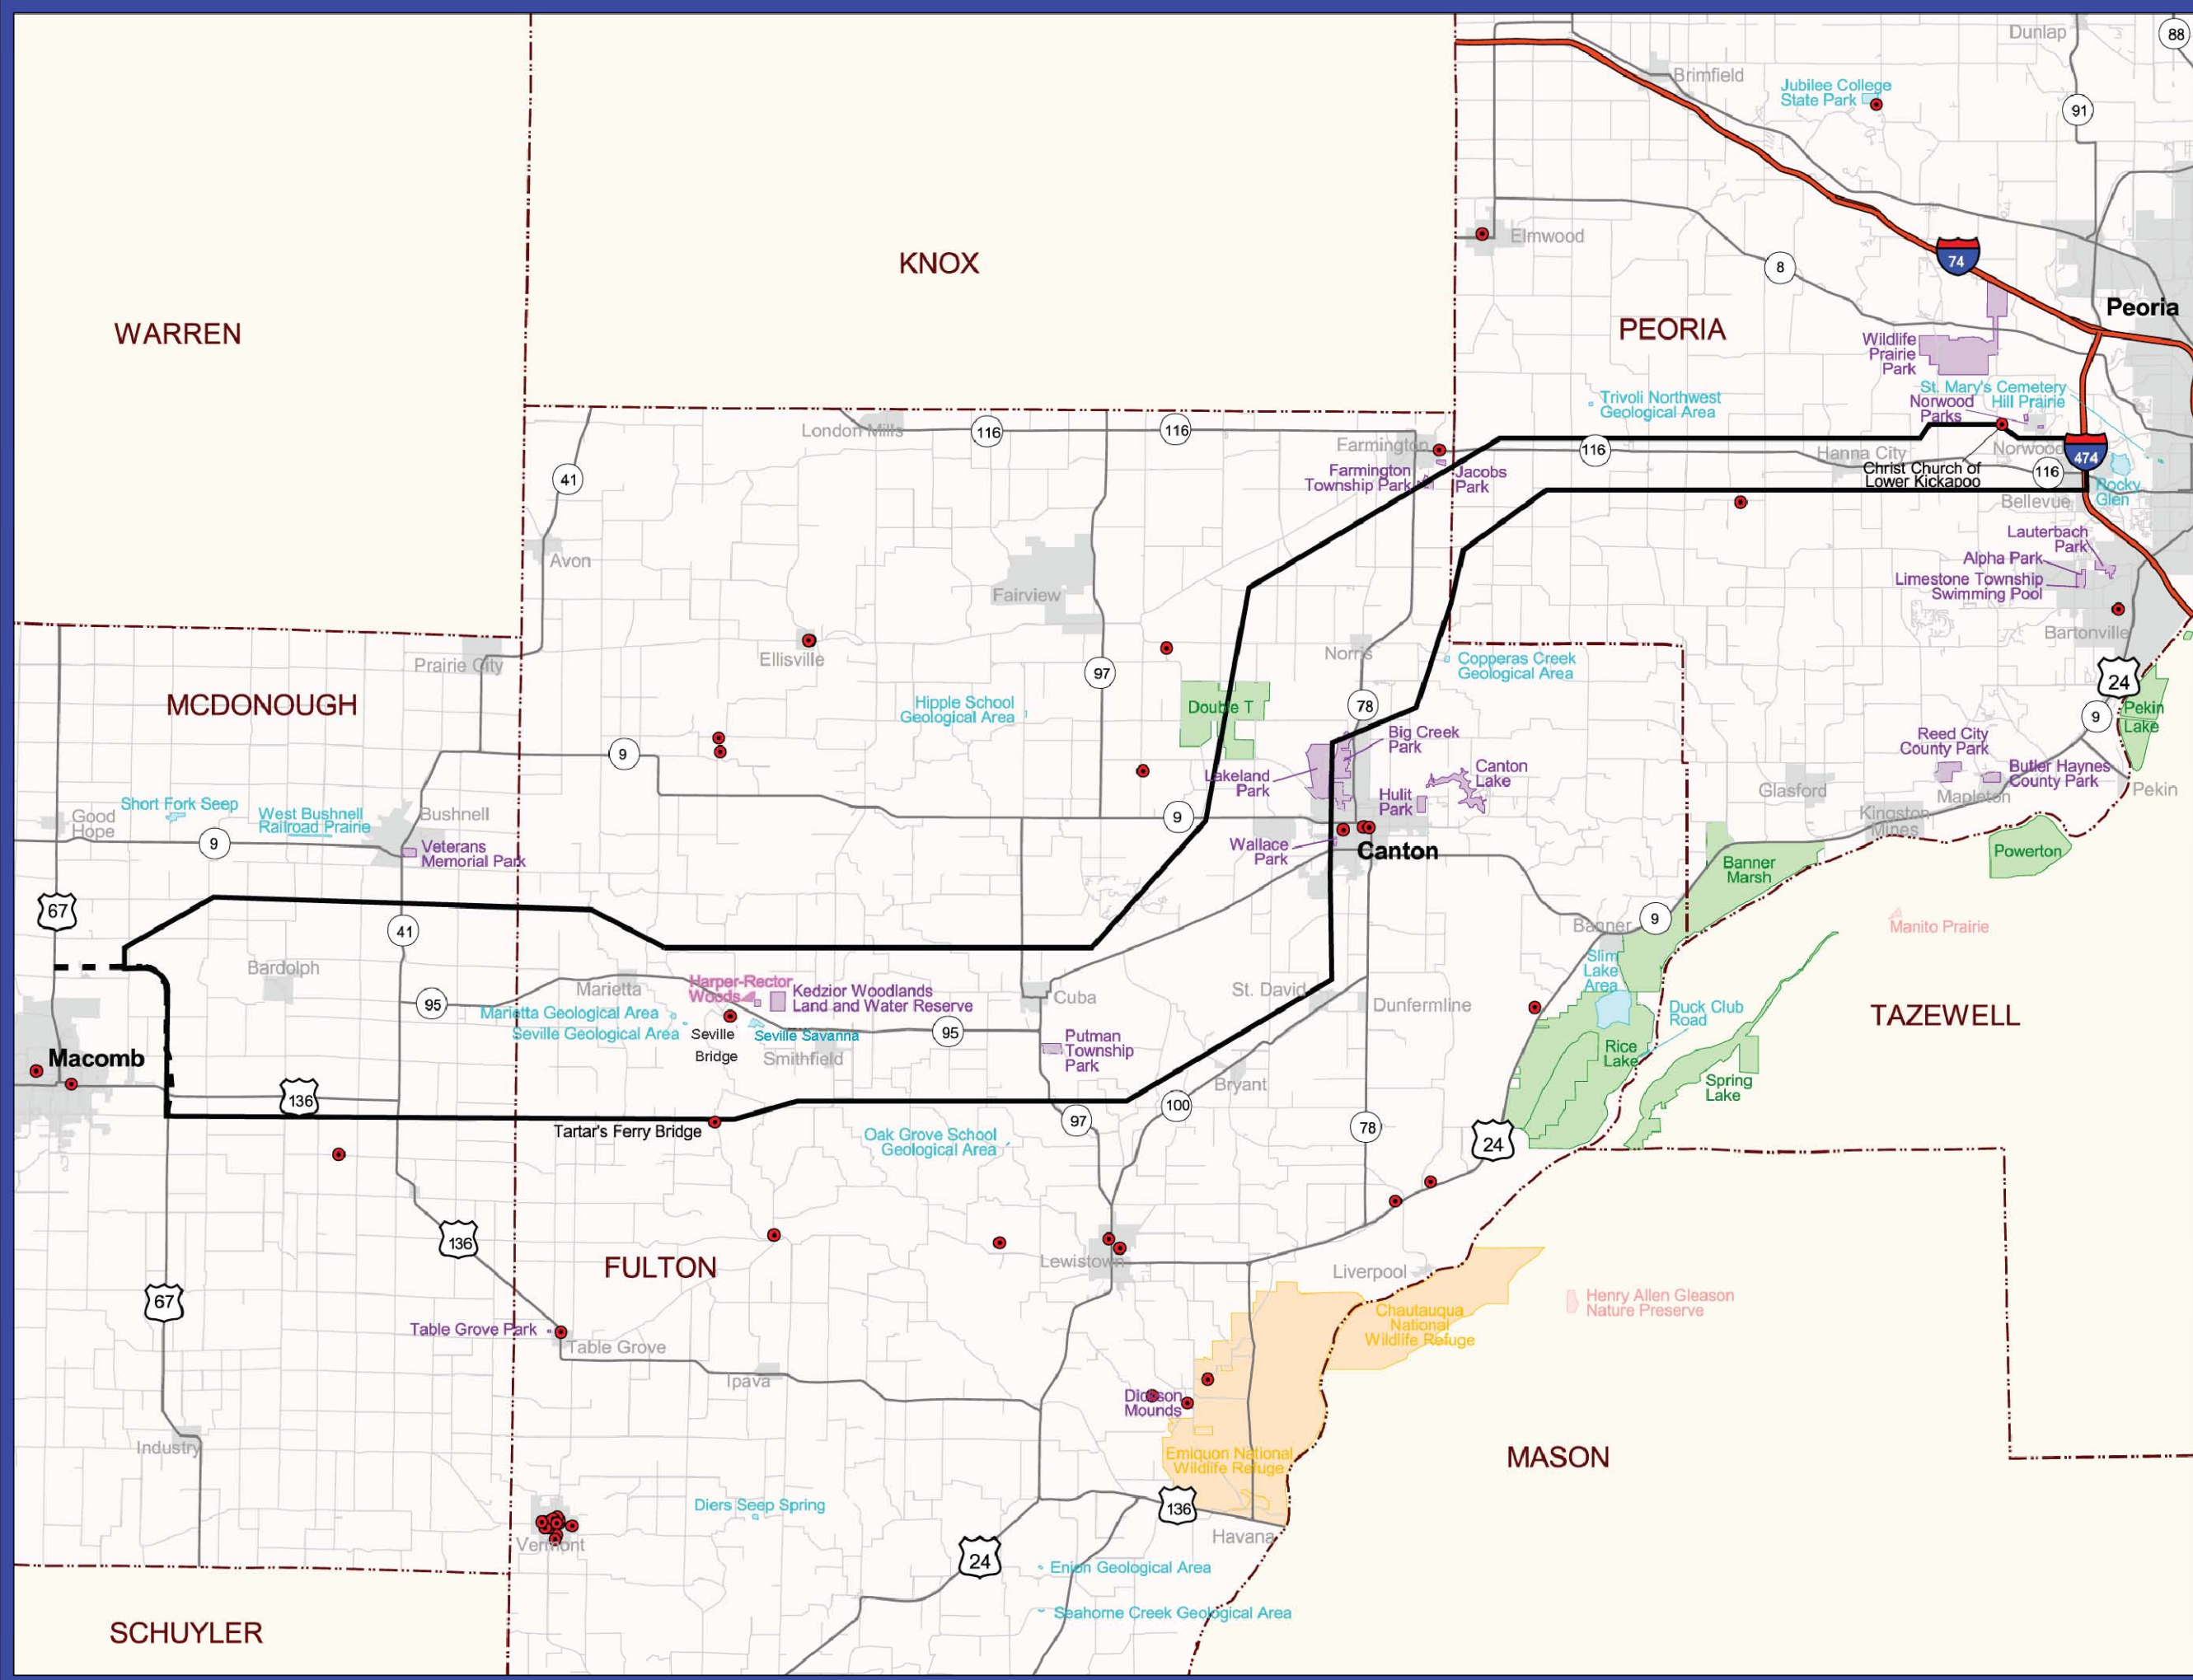 Dunlap
88
Brimfield
Jubilee College
State Park
91
Elmwood
KNOX
74
8
Peoria
WARREN
PEORIA
Wildlife
Prairie
Park
St. Mary's Cemetery
Hill Prairie
Norwood
Parks
Trivoli Northwest
Geological Area
London Mills
116
116
Farmington
116
Hanna City
Norwood
474
Christ Church of
Lower Kickapoo
116
Farmington
Township Park
Jacobs
Park
41
Rocky
Glen
Bellevue
Lauterbach
Park
Alpha Park
Limestone Township
Swimming Pool
Avon
Fairview
Bartonville
Prairie City
Ellisville
Norris
Copperas Creek
Geological Area
97
24
MCDONOUGH
Hipple School
Geological Area
Double T
78
9
Pekin
Lake
Big Creek
Park
Reed City
County Park
9
Lakeland
Park
Canton
Lake
Butler Haynes
County Park
Hulit
Park
Glasford
Mapleton
Pekin
Short Fork Seep
West Bushnell
Railroad Prairie
Bushnell
Good
Hope
9
Kingston
Mines
9
Veterans
Memorial Park
Wallace
Park
Canton
Banner
Marsh
Powerton
67
41
Banner
9
Manito Prairie
Bardolph
Slim
Lake
Area
95
Marietta
Harper-Rector
Woods
Kedzior Woodlands
Land and Water Reserve
Cuba
St. David
Dunfermline
Marietta Geological Area
Seville Geological Area
Seville
Bridge
Seville Savanna
95
Duck Club
Road
TAZEWELL
Macomb
Smithfield
Putman
Township
Park
Rice
Lake
Bryant
Spring
Lake
136
100
97
78
24
Tartar's Ferry Bridge
Oak Grove School
Geological Area
136
FULTON
Lewistown
Liverpool
67
Henry Allen Gleason
Nature Preserve
Chautauqua
National
Wildlife Refuge
Table Grove Park
Table Grove
Ipava
Dickson
Mounds
Industry
Emiquon National
Wildlife Refuge
MASON
Diers Seep Spring
136
Vermont
Havana
24
Enion Geological Area
SCHUYLER
Seahorne Creek Geological Area